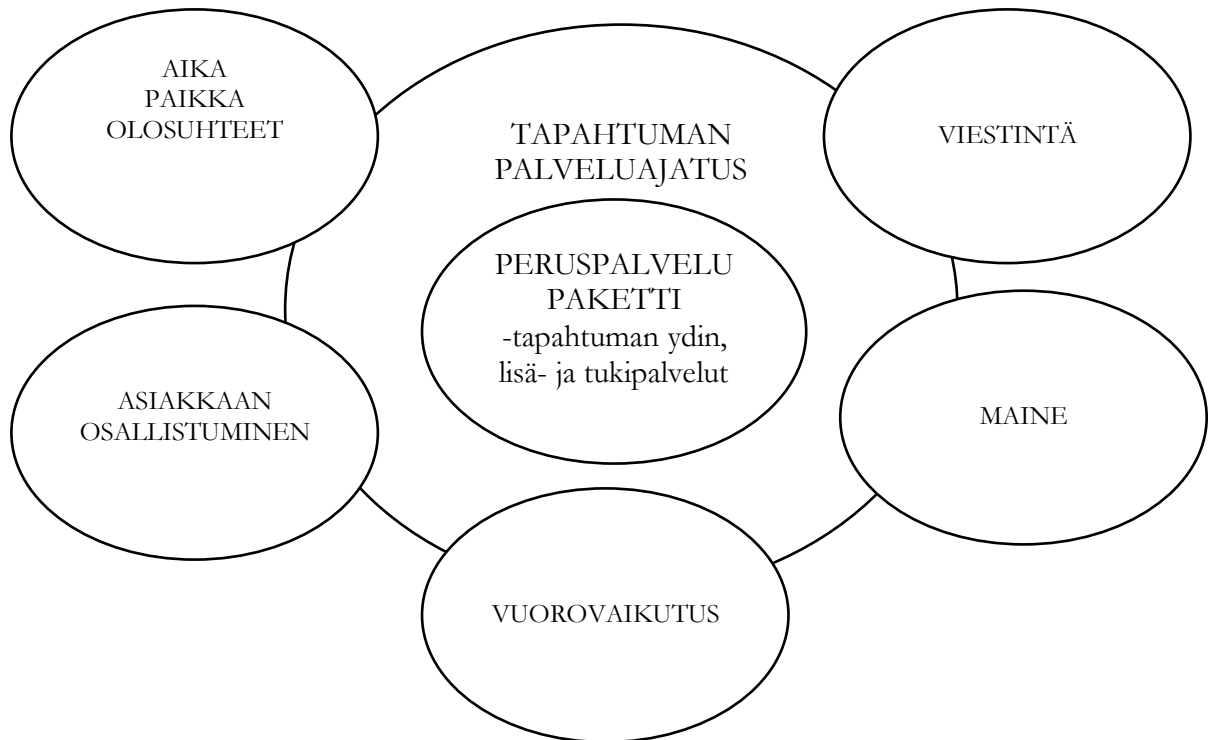 AIKA
PAIKKA
OLOSUHTEET
TAPAHTUMAN
PALVELUAJATUS
VIESTINTÄ
PERUSPALVELU
PAKETTI
-tapahtuman ydin,
lisä- ja tukipalvelut
ASIAKKAAN
OSALLISTUMINEN
MAINE
VUOROVAIKUTUS